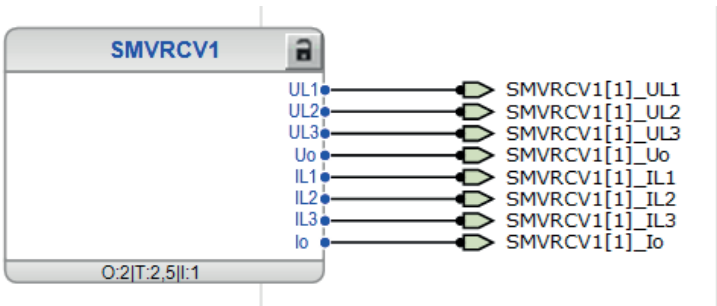 SMVRCV1
UL1 SMVRCV1[1]_UL1
UL2 SMVRCV1[1]_UL2
UL3 SMVRCV1[1]_UL3
Uo SMVRCV1[1]_Uo
IL1 SMVRCV1[1]_IL1
IL2 SMVRCV1[1]_IL2
IL3 SMVRCV1[1]_IL3
Io SMVRCV1[1]_Io
O:2|T:2,5|I:1